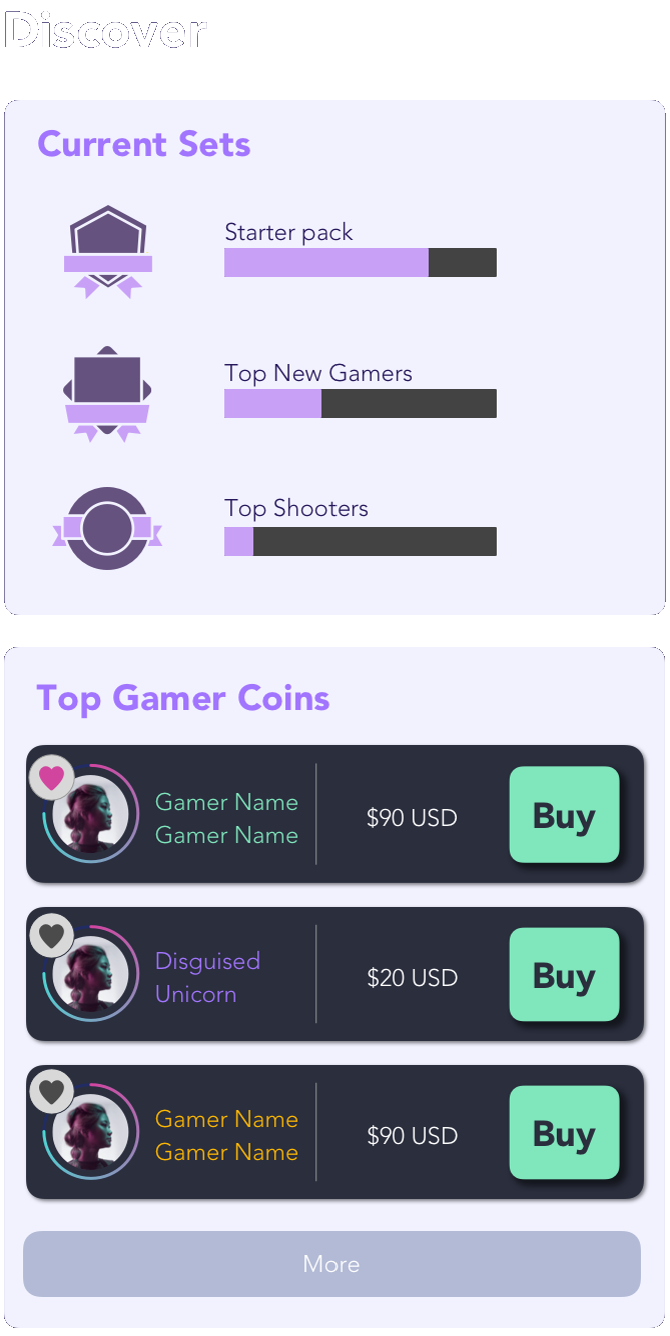 Discover
Current Sets
Starter pack
Top New Gamers
Top Shooters
Top Gamer Coins
Gamer Name
Gamer Name
$90 USD
Buy
Disguised
Unicorn
$20 USD
Buy
Gamer Name
Gamer Name
$90 USD
Buy
More